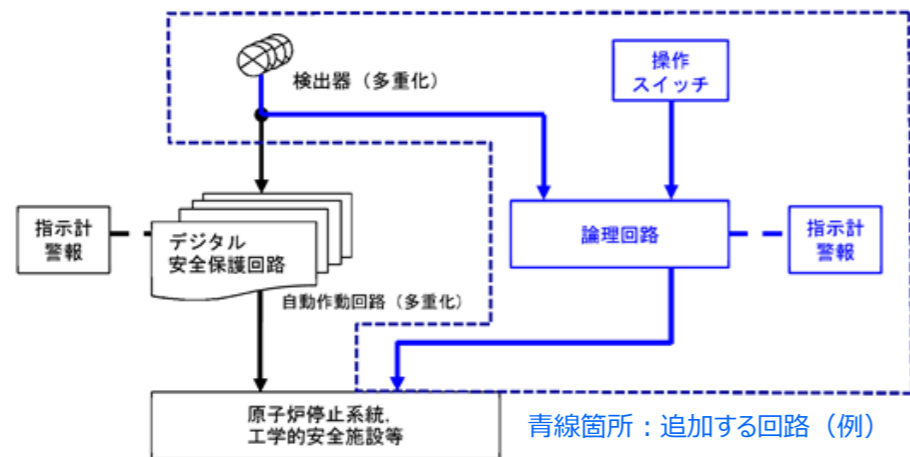 検出器（多重化）
操作
スイッチ
指示計
警報
デジタル
安全保護回路
論理回路
指示計
警報
自動作動回路（多重化）
原子炉停止系統，
工学的安全施設等
青線箇所：追加する回路（例）